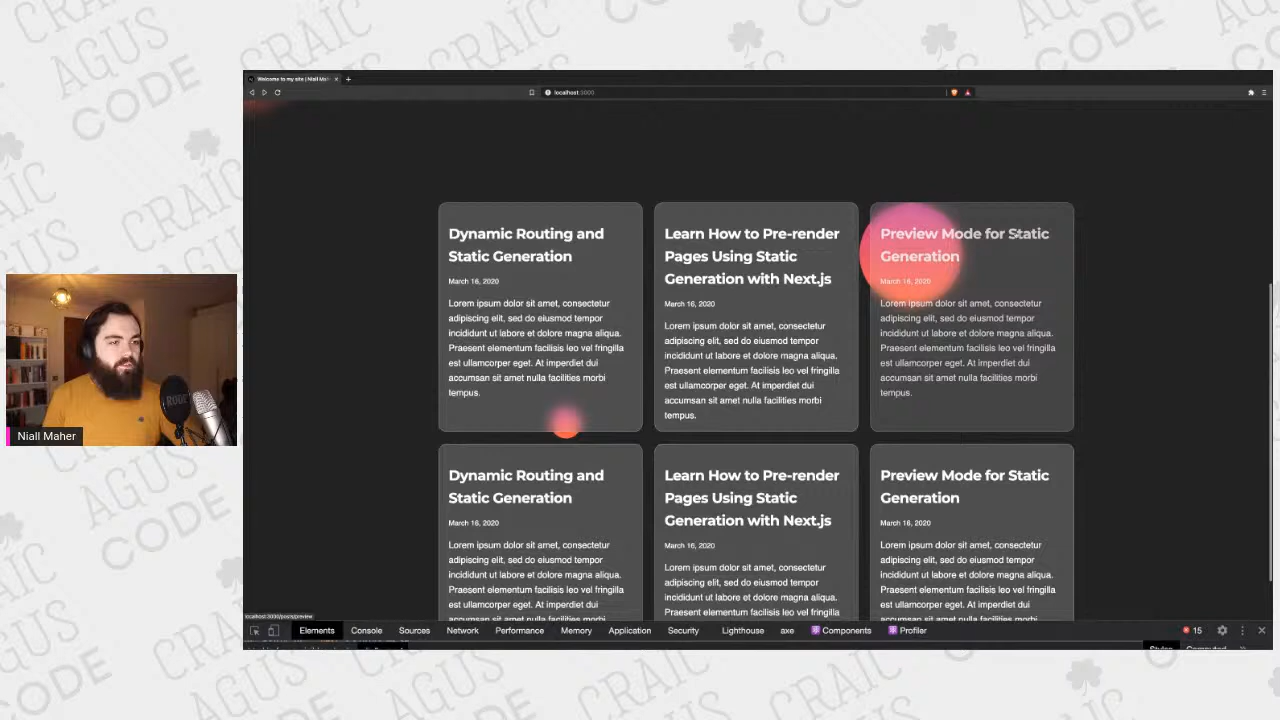 CRAIC
AGUS
CODE
Welcome to my site | Niall Ma
localhost:3000
Dynamic Routing and
Static Generation
March 16, 2020
Lorem ipsum dolor sit amet, consectetur
adipiscing elit, sed do eiusmod tempor
incididunt ut labore et dolore magna aliqua.
Praesent elementum facilisis leo vel fringilla
est ullamcorper eget. At imperdiet dui
accumsan sit amet nulla facilities morbi
tempus.
Learn How to Pre-render
Pages Using Static
Generation with Next.js
March 16, 2020
Lorem ipsum dolor sit amet, consectetur
adipiscing elit, sed do eiusmod tempor
incididunt ut labore et dolore magna aliqua.
Praesent elementum facilisis leo vel fringilla
est ullamcorper eget. At imperdiet dui
accumsan sit amet nulla facilities morbi
tempus.
Preview Mode for Static
Generation
March 16, 2020
Lorem ipsum dolor sit amet, consectetur
adipiscing elit, sed do eiusmod tempor
incididunt ut labore et dolore magna aliqua.
Praesent elementum facilisis leo vel fringilla
est ullamcorper eget. At imperdiet dui
accumsan sit amet nulla facilities morbi
tempus.
Dynamic Routing and
Static Generation
March 16, 2020
Lorem ipsum dolor sit amet, consectetur
adipiscing elit, sed do eiusmod tempor
incididunt ut labore et dolore magna aliqua.
Praesent elementum facilisis leo vel fringilla
est ullamcorper eget. At imperdiet dui
Learn How to Pre-render
Pages Using Static
Generation with Next.js
March 16, 2020
Lorem ipsum dolor sit amet, consectetur
adipiscing elit, sed do eiusmod tempor
incididunt ut labore et dolore magna aliqua.
Praesent elementum facilisis leo vel fringilla
Preview Mode for Static
Generation
March 16, 2020
Lorem ipsum dolor sit amet, consectetur
adipiscing elit, sed do eiusmod tempor
incididunt ut labore et dolore magna aliqua.
Praesent elementum facilisis leo vel fringilla
est ullamcorper eget. At imperdiet dui
Niall Maher
RODE
Elements Console Sources Network Performance Memory Application Security Lighthouse axe Components Profiler 15
Styles Computed